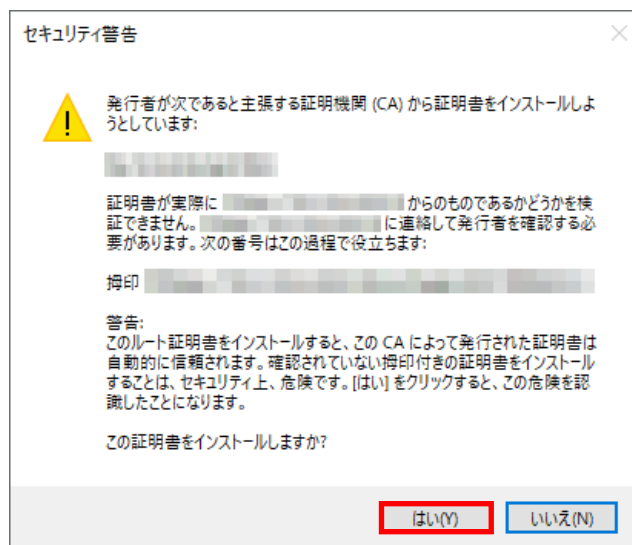 セキュリティ警告
発行者が次であると主張する証明機関 (CA) から証明書をインストールしよ
うとしています:
証明書が実際に からのものであるかどうかを検
証できません。 に連絡して発行者を確認する必
要があります。次の番号はこの過程で役立ちます:
拇印
警告:
このルート証明書をインストールすると、この CA によって発行された証明書は
自動的に信頼されます。確認されていない拇印付きの証明書をインストール
することは、セキュリティ上、危険です。[はい] をクリックすると、この危険を認
識したことになります。
この証明書をインストールしますか?
はい(Y)
いいえ(N)